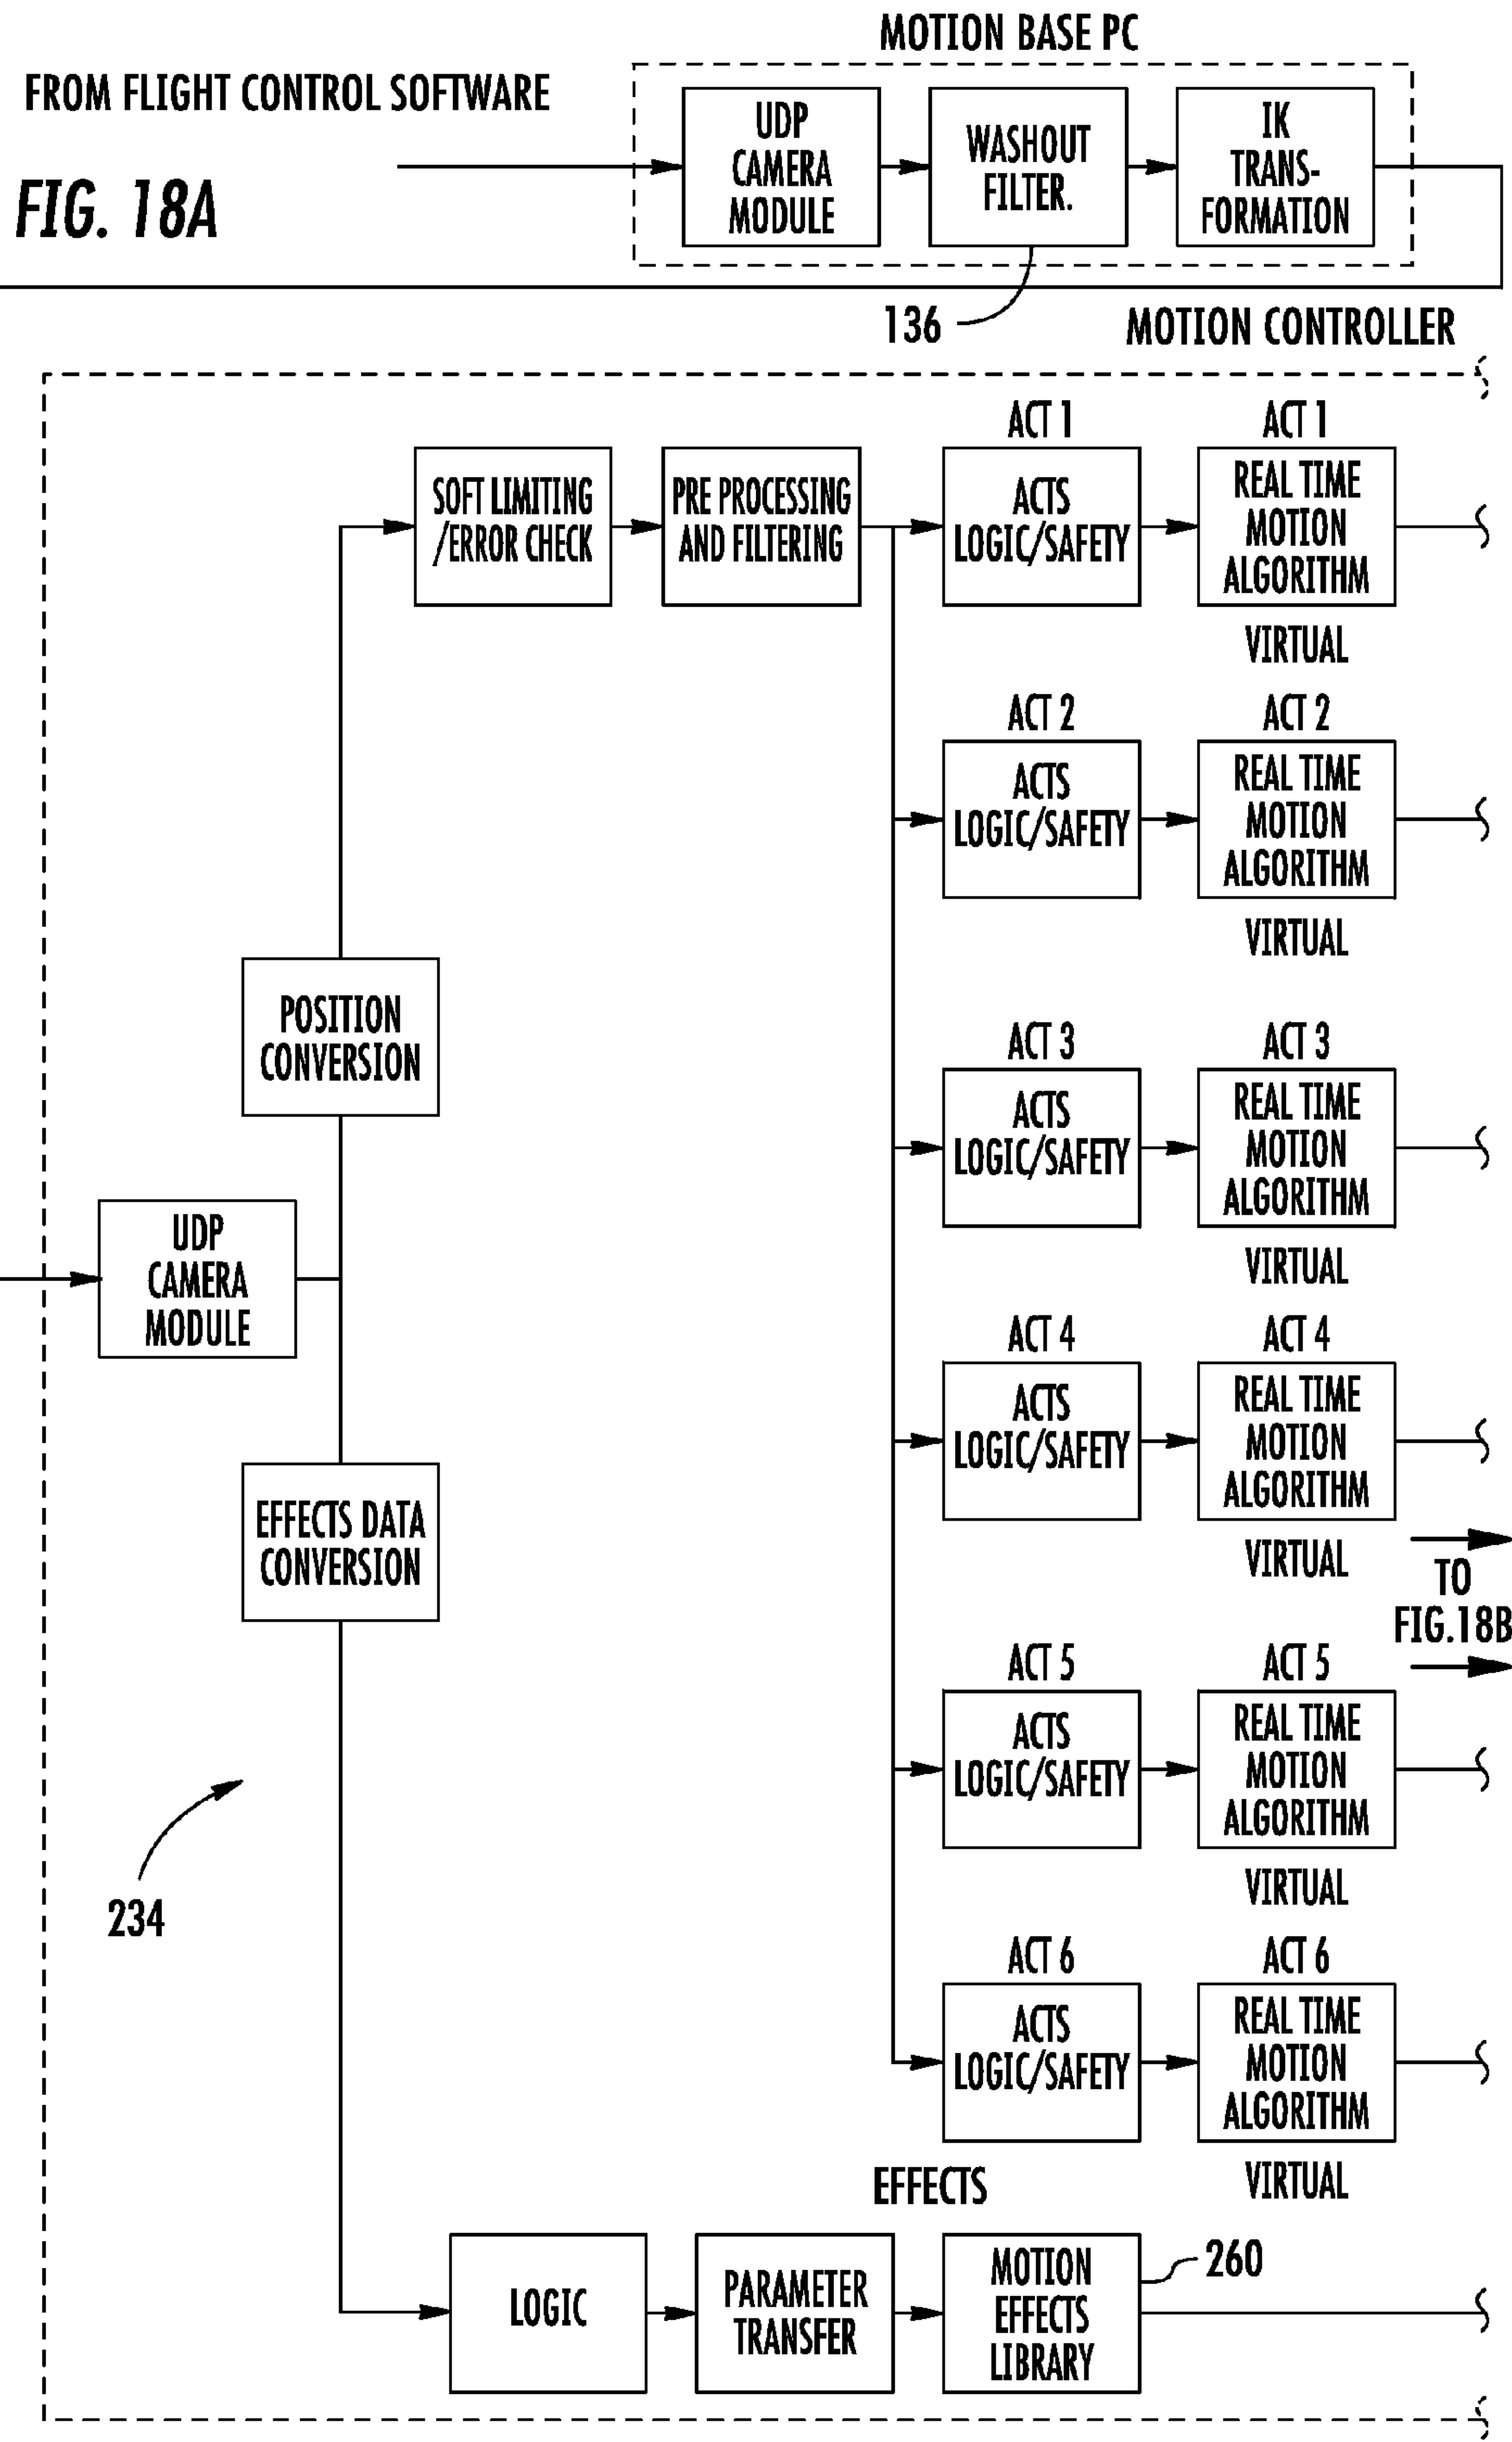 MOTION BASE PC
FROM FLIGHT CONTROL SOFTWARE
UDP
CAMERA
MODULE
WASHOUT
FILTER.
IK
TRANS-
FORMATION
FIG. 18A
136
MOTION CONTROLLER
ACT 1
ACT 1
SOFT LIMITING
/ERROR CHECK
PRE PROCESSING
AND FILTERING
ACTS
LOGIC/SAFETY
REAL TIME
MOTION
ALGORITHM
VIRTUAL
ACT 2
ACT 2
ACTS
LOGIC/SAFETY
REAL TIME
MOTION
ALGORITHM
VIRTUAL
POSITION
CONVERSION
ACT 3
ACT 3
ACTS
LOGIC/SAFETY
REAL TIME
MOTION
ALGORITHM
VIRTUAL
UDP
CAMERA
MODULE
ACT 4
ACT 4
ACTS
LOGIC/SAFETY
REAL TIME
MOTION
ALGORITHM
VIRTUAL
EFFECTS DATA
CONVERSION
TO
FIG.18B
ACT 5
ACT 5
ACTS
LOGIC/SAFETY
REAL TIME
MOTION
ALGORITHM
VIRTUAL
234
ACT 6
ACT 6
ACTS
LOGIC/SAFETY
REAL TIME
MOTION
ALGORITHM
VIRTUAL
EFFECTS
LOGIC
PARAMETER
TRANSFER
MOTION
EFFECTS
LIBRARY
260